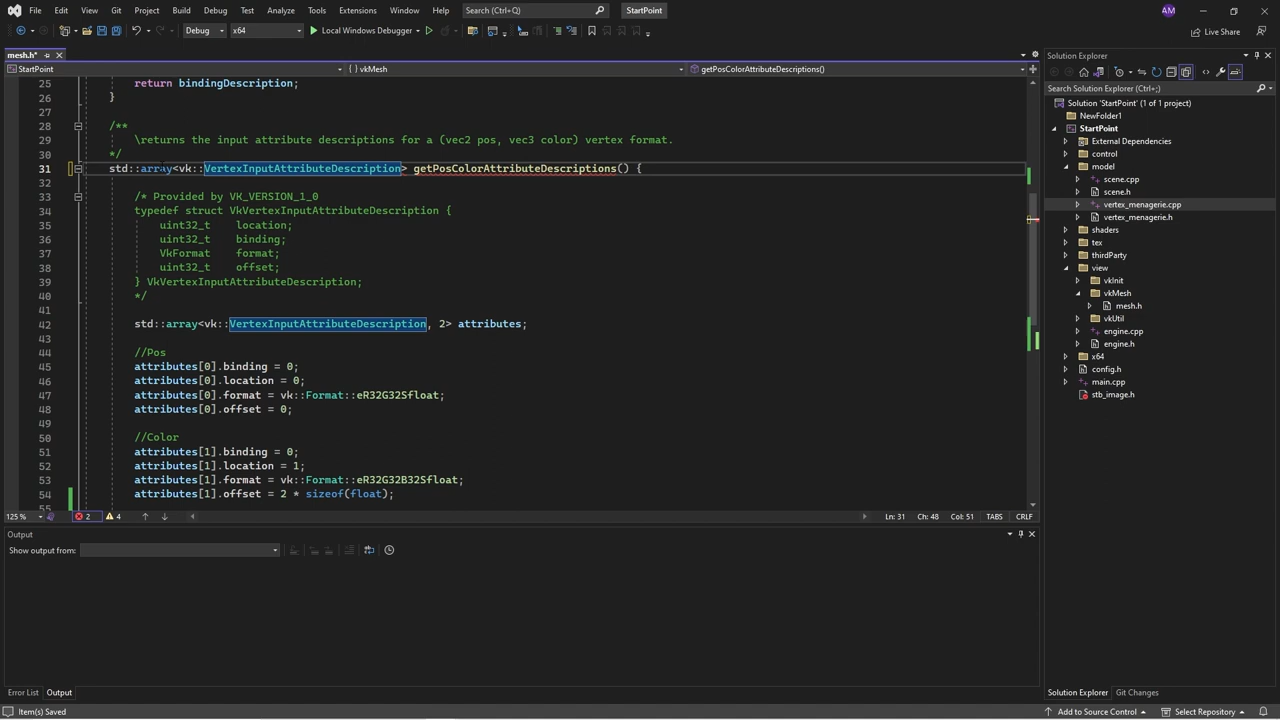 File Edit View Git Project Build Debug Test Analyze Tools Extensions Window Help Search (Ctrl+Q) StartPoint AM
Debug x64 Local Windows Debugger Live Share
mesh.h*
StartPoint vkMesh getPosColorAttributeDescriptions()
25 return bindingDescription;
26 }
27
28 /**
29 \returns the input attribute descriptions for a (vec2 pos, vec3 color) vertex format.
30 */
31 std::array<vk::VertexInputAttributeDescription> getPosColorAttributeDescriptions() {
32
33 /* Provided by VK_VERSION_1_0
34 typedef struct VkVertexInputAttributeDescription {
35 uint32_t location;
36 uint32_t binding;
37 VkFormat format;
38 uint32_t offset;
39 } VkVertexInputAttributeDescription;
40 */
41
42 std::array<vk::VertexInputAttributeDescription, 2> attributes;
43
44 //Pos
45 attributes[0].binding = 0;
46 attributes[0].location = 0;
47 attributes[0].format = vk::Format::eR32G32Sfloat;
48 attributes[0].offset = 0;
49
50 //Color
51 attributes[1].binding = 0;
52 attributes[1].location = 1;
53 attributes[1].format = vk::Format::eR32G32B32Sfloat;
54 attributes[1].offset = 2 * sizeof(float);
55
125 % 2 4 Ln: 31 Ch: 48 Col: 51 TABS CRLF
Output
Show output from:
Error List Output
Solution Explorer
Search Solution Explorer (Ctrl+;)
Solution 'StartPoint' (1 of 1 project)
NewFolder1
StartPoint
External Dependencies
control
model
scene.cpp
scene.h
vertex_menagerie.cpp
vertex_menagerie.h
shaders
tex
thirdParty
view
vkInit
vkMesh
mesh.h
vkUtil
engine.cpp
engine.h
x64
config.h
main.cpp
stb_image.h
Solution Explorer Git Changes
Item(s) Saved Add to Source Control Select Repository